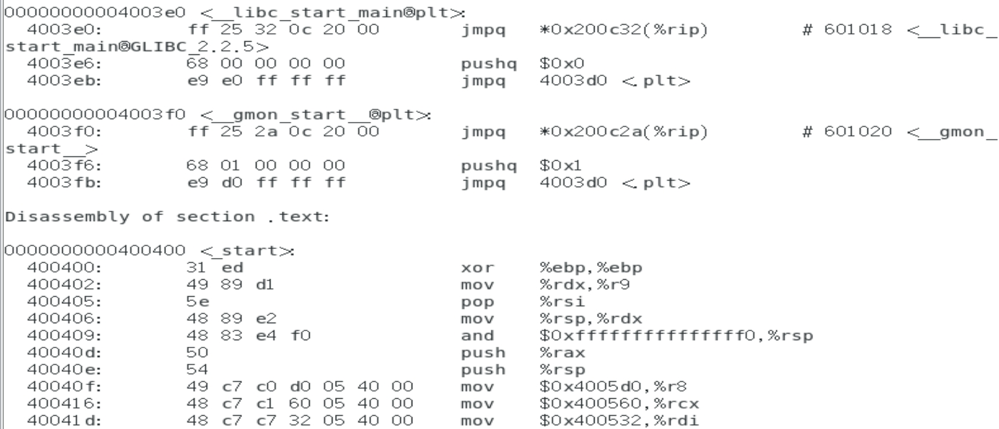 00000000004003e0 <__libc_start_main@plt>:
  4003e0:       ff 25 32 0c 20 00       jmpq   *0x200c32(%rip)        # 601018 <__libc_
start_main@GLIBC_2.2.5>
  4003e6:       68 00 00 00 00          pushq  $0x0
  4003eb:       e9 e0 ff ff ff          jmpq   4003d0 <.plt>

00000000004003f0 <__gmon_start__@plt>:
  4003f0:       ff 25 2a 0c 20 00       jmpq   *0x200c2a(%rip)        # 601020 <__gmon_
start__>
  4003f6:       68 01 00 00 00          pushq  $0x1
  4003fb:       e9 d0 ff ff ff          jmpq   4003d0 <.plt>

Disassembly of section .text:

0000000000400400 <_start>:
  400400:       31 ed                   xor    %ebp,%ebp
  400402:       49 89 d1                mov    %rdx,%r9
  400405:       5e                      pop    %rsi
  400406:       48 89 e2                mov    %rsp,%rdx
  400409:       48 83 e4 f0             and    $0xfffffffffffffff0,%rsp
  40040d:       50                      push   %rax
  40040e:       54                      push   %rsp
  40040f:       49 c7 c0 d0 05 40 00    mov    $0x4005d0,%r8
  400416:       48 c7 c1 60 05 40 00    mov    $0x400560,%rcx
  40041d:       48 c7 c7 32 05 40 00    mov    $0x400532,%rdi